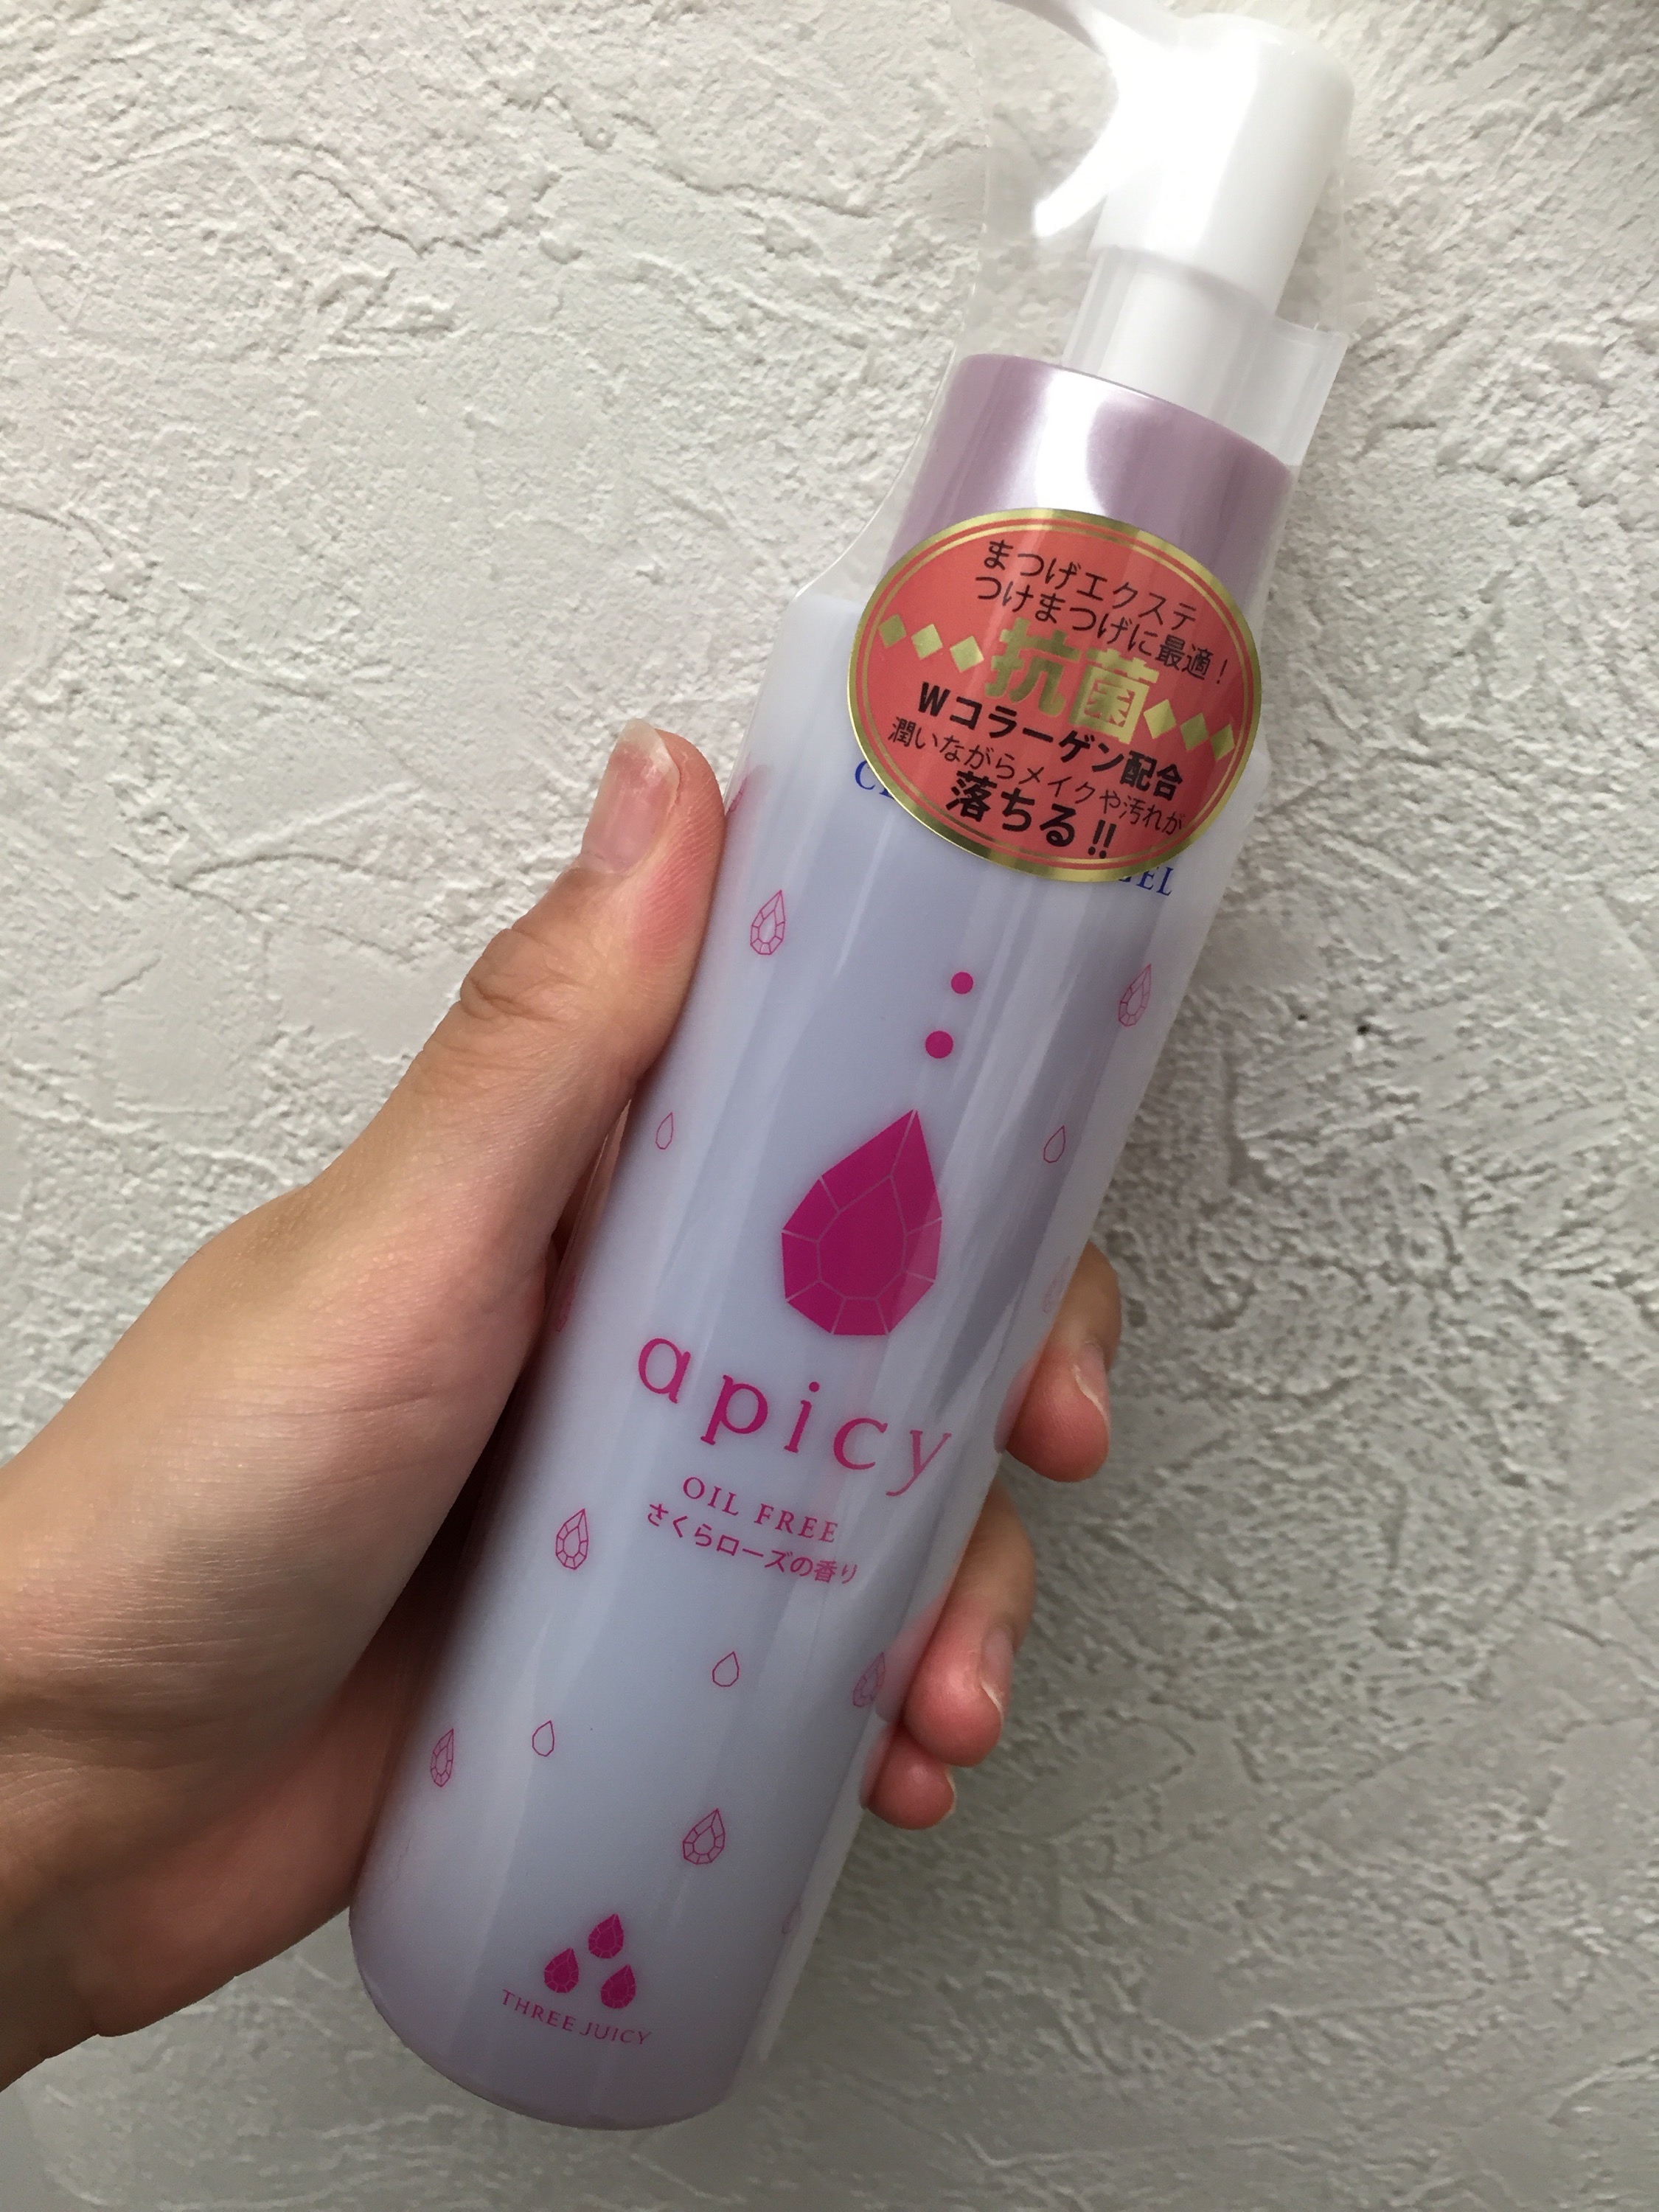 まつげエクステ
つけまつげに最適!
抗菌
Wコラーゲン配合
潤いながらメイクや汚れが
落ちる!!
apicy
OIL FREE
さくらローズの香り
THREE JUICY